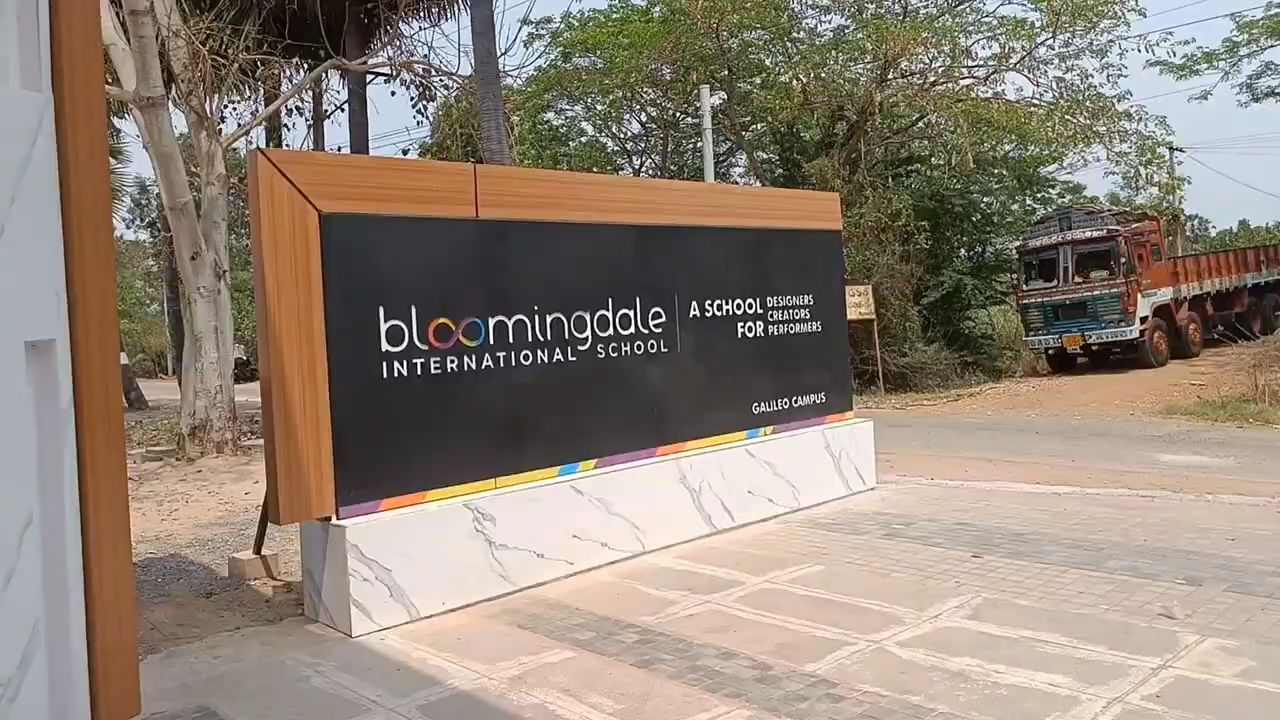 bloomingdale
INTERNATIONAL SCHOOL
A SCHOOL FOR
DESIGNERS
CREATORS
PERFORMERS
GALILEO CAMPUS